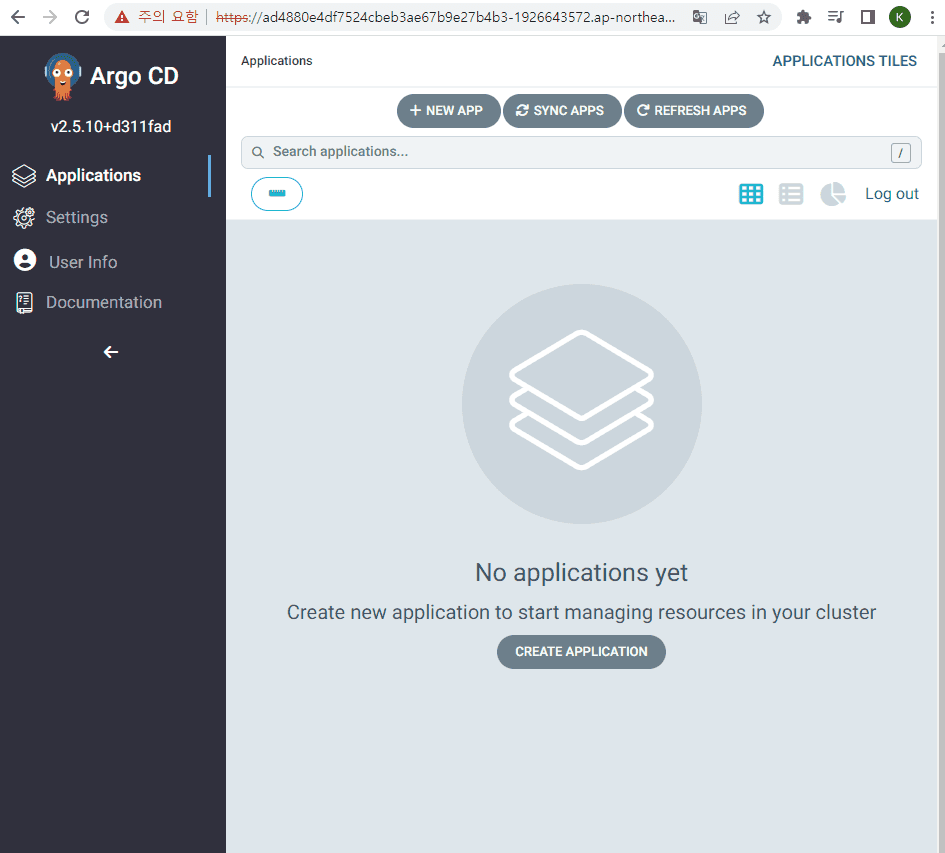 주의 요함 https://ad4880e4df7524cbeb3ae67b9e27b4b3-1926643572.ap-northea...
K
Argo CD
v2.5.10+d311fad
Applications
Settings
User Info
Documentation
Applications
APPLICATIONS TILES
+ NEW APP
SYNC APPS
REFRESH APPS
Search applications...
/
Log out
No applications yet
Create new application to start managing resources in your cluster
CREATE APPLICATION